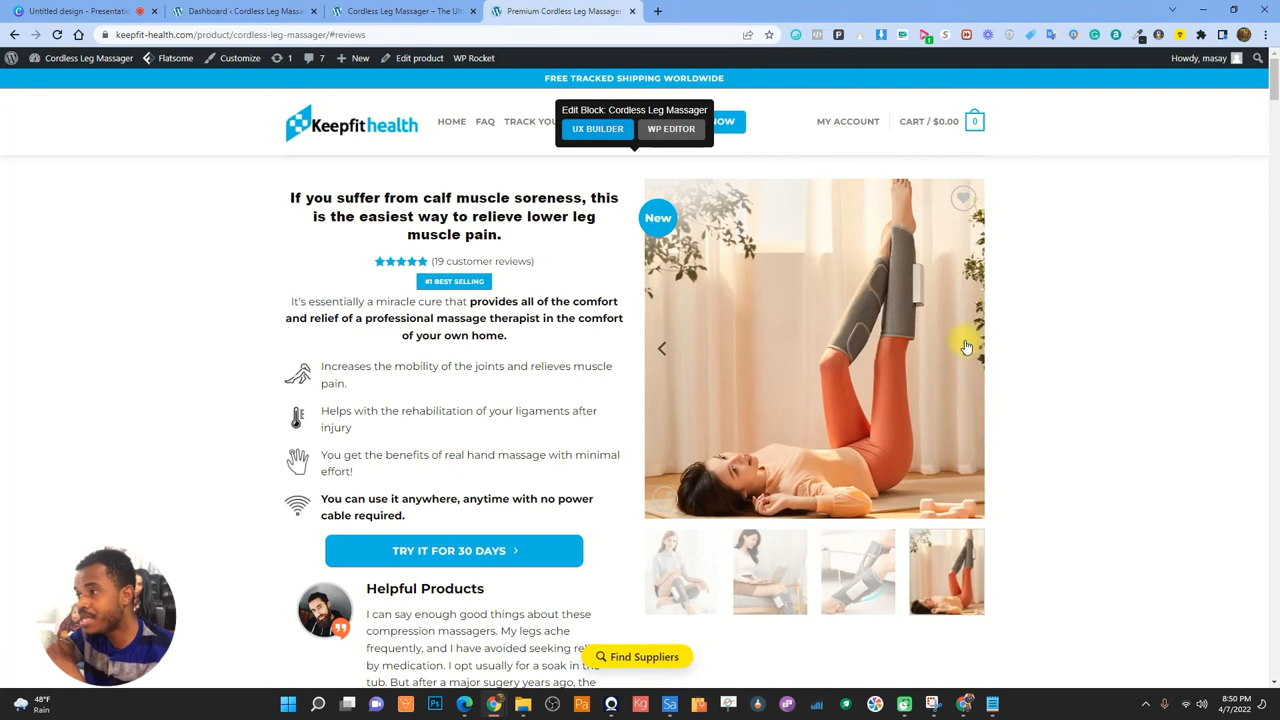 Untitled design - Presentatio
Dashboard ‹ Cordless Leg Massag
Cordless Leg Massager – The Ult
Premium Cordless Leg Massager
keepfit-health.com/product/cordless-leg-massager/#reviews
Cordless Leg Massager
Flatsome
Customize
1
7
New
Edit product
WP Rocket
Howdy, masay
FREE TRACKED SHIPPING WORLDWIDE
Edit Block: Cordless Leg Massager
UX BUILDER
WP EDITOR
Keepfithealth
HOME
FAQ
TRACK YOU
NOW
MY ACCOUNT
CART / $0.00
0
If you suffer from calf muscle soreness, this
is the easiest way to relieve lower leg
muscle pain.
(19 customer reviews)
#1 BEST SELLING
It's essentially a miracle cure that provides all of the comfort
and relief of a professional massage therapist in the comfort
of your own home.
Increases the mobility of the joints and relieves muscle
pain.
Helps with the rehabilitation of your ligaments after
injury
You get the benefits of real hand massage with minimal
effort!
You can use it anywhere, anytime with no power
cable required.
TRY IT FOR 30 DAYS
New
Helpful Products
I can say enough good things about these
compression massagers. My legs ache
frequently, and I have avoided seeking rel
by medication. I opt usually for a soak in the
tub. But after a major sugery years ago, the
Find Suppliers
48°F
Rain
8:50 PM
4/7/2022